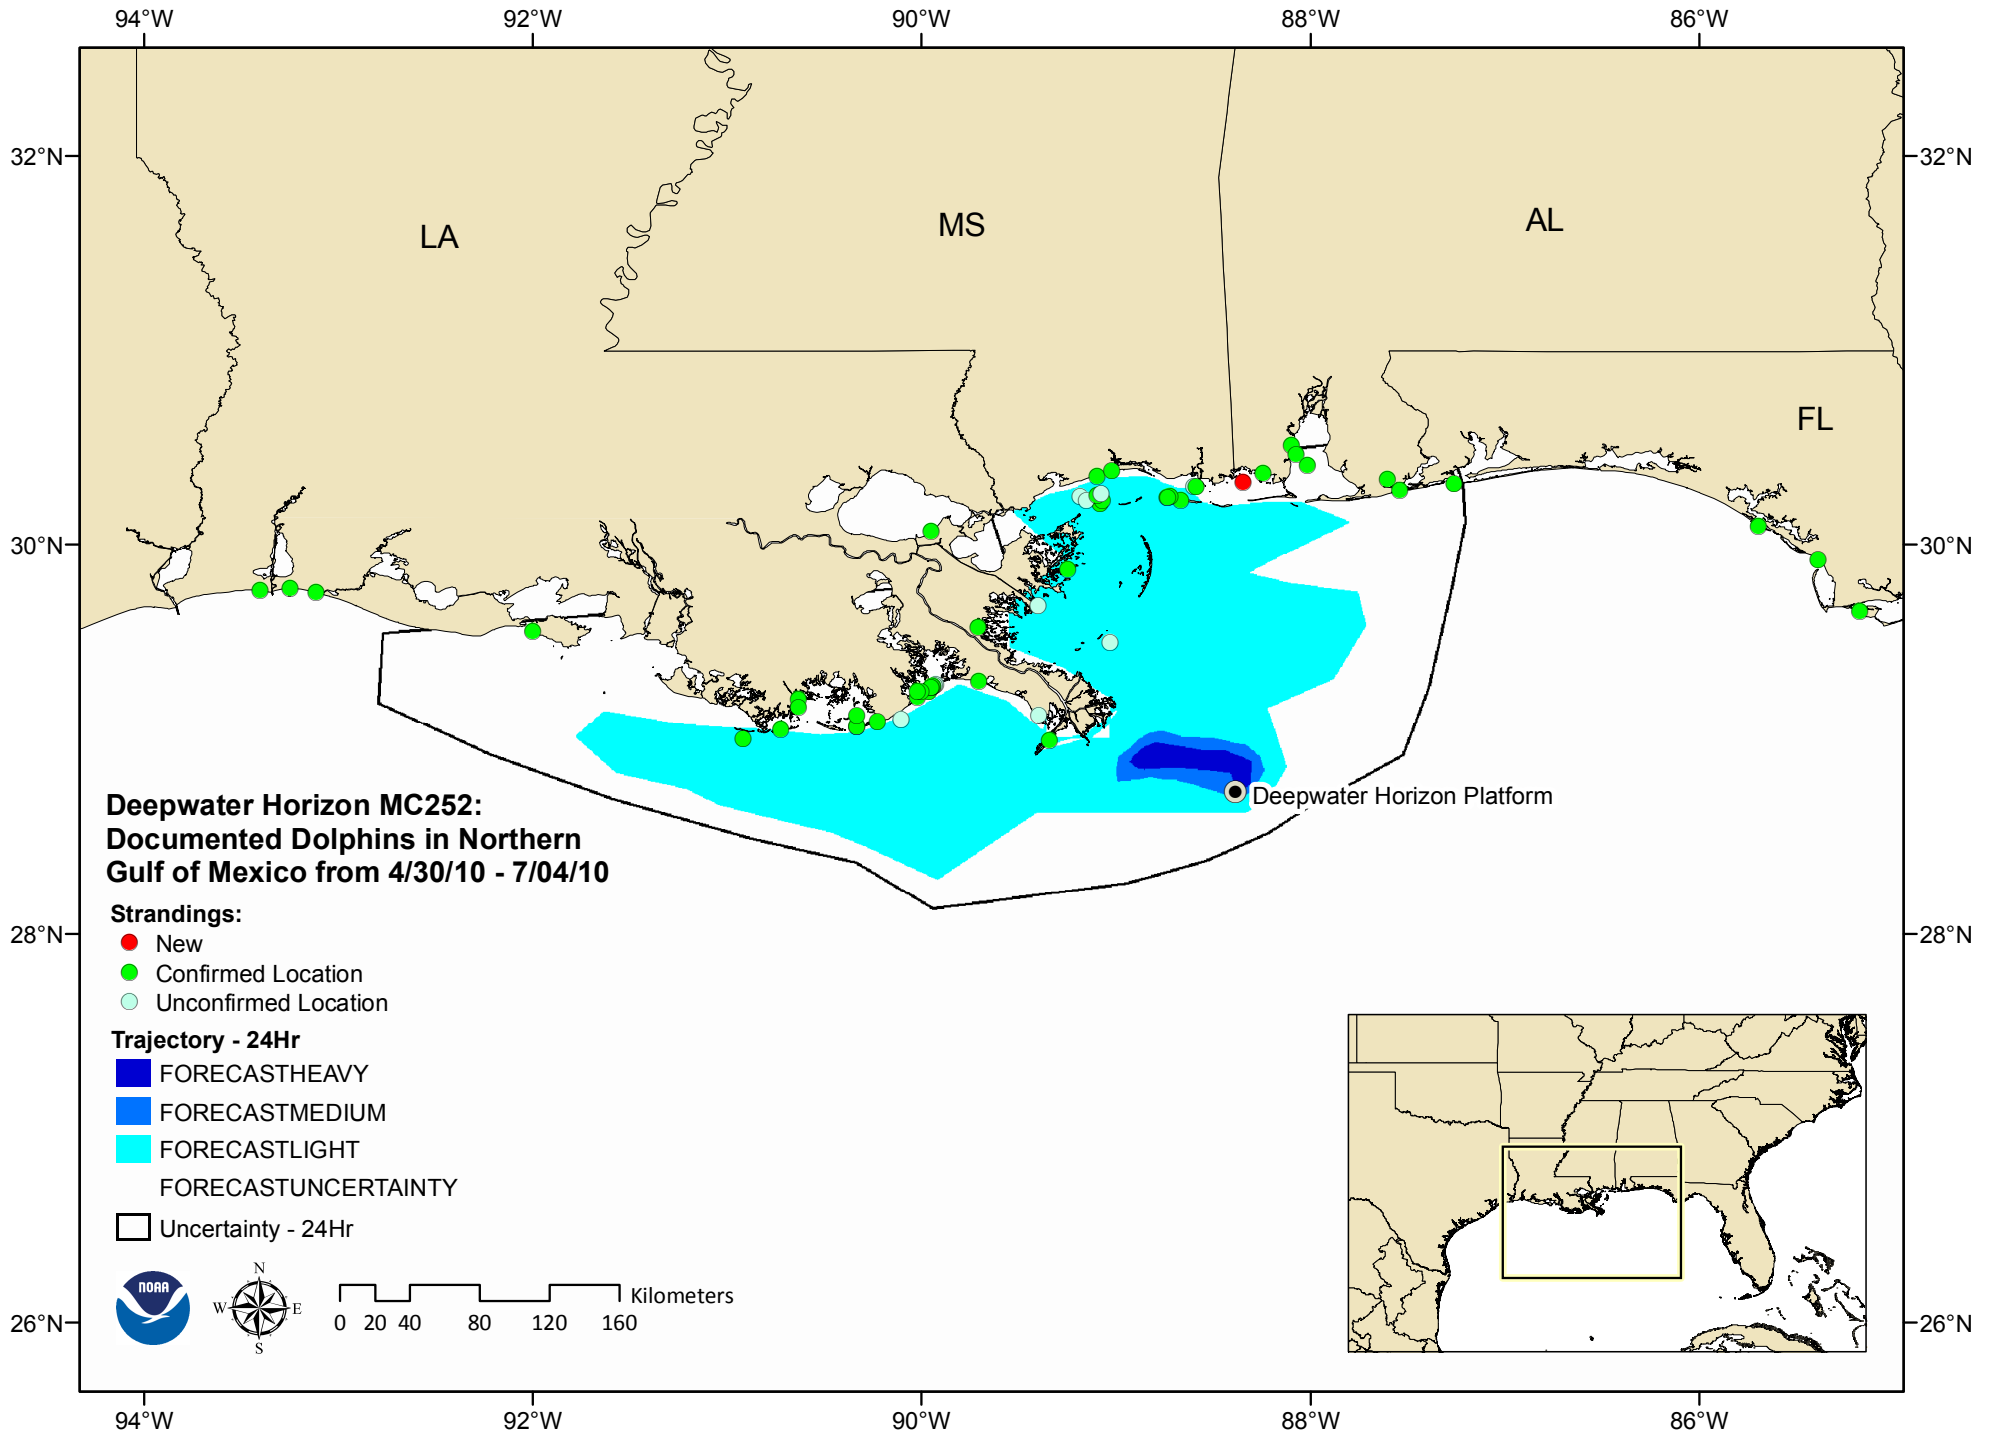 94°W 92°W 90°W 88°W 86°W
32°N 32°N
LA MS AL
FL
30°N 30°N
Deepwater Horizon Platform
Deepwater Horizon MC252:
Documented Dolphins in Northern
Gulf of Mexico from 4/30/10 - 7/04/10
Strandings:
28°N 28°N
New
Confirmed Location
Unconfirmed Location
Trajectory - 24Hr
FORECASTHEAVY
FORECASTMEDIUM
FORECASTLIGHT
FORECASTUNCERTAINTY
Uncertainty - 24Hr
NOAA
N
W E
S
Kilometers
0 20 40 80 120 160
26°N 26°N
94°W 92°W 90°W 88°W 86°W